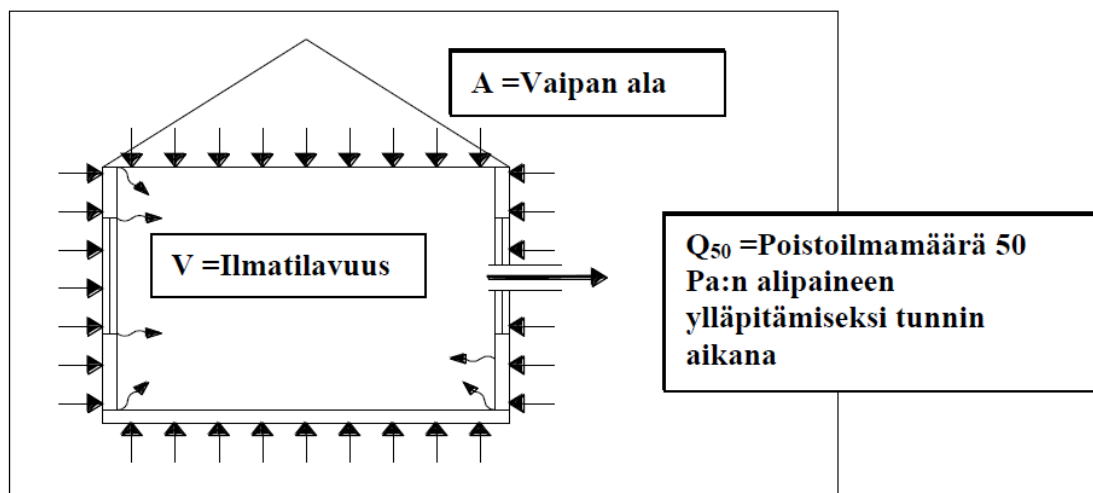 A =Vaipan ala
V =Ilmatilavuus
Q₅₀ =Poistoilmamäärä 50
Pa:n alipaineen
ylläpitämiseksi tunnin
aikana